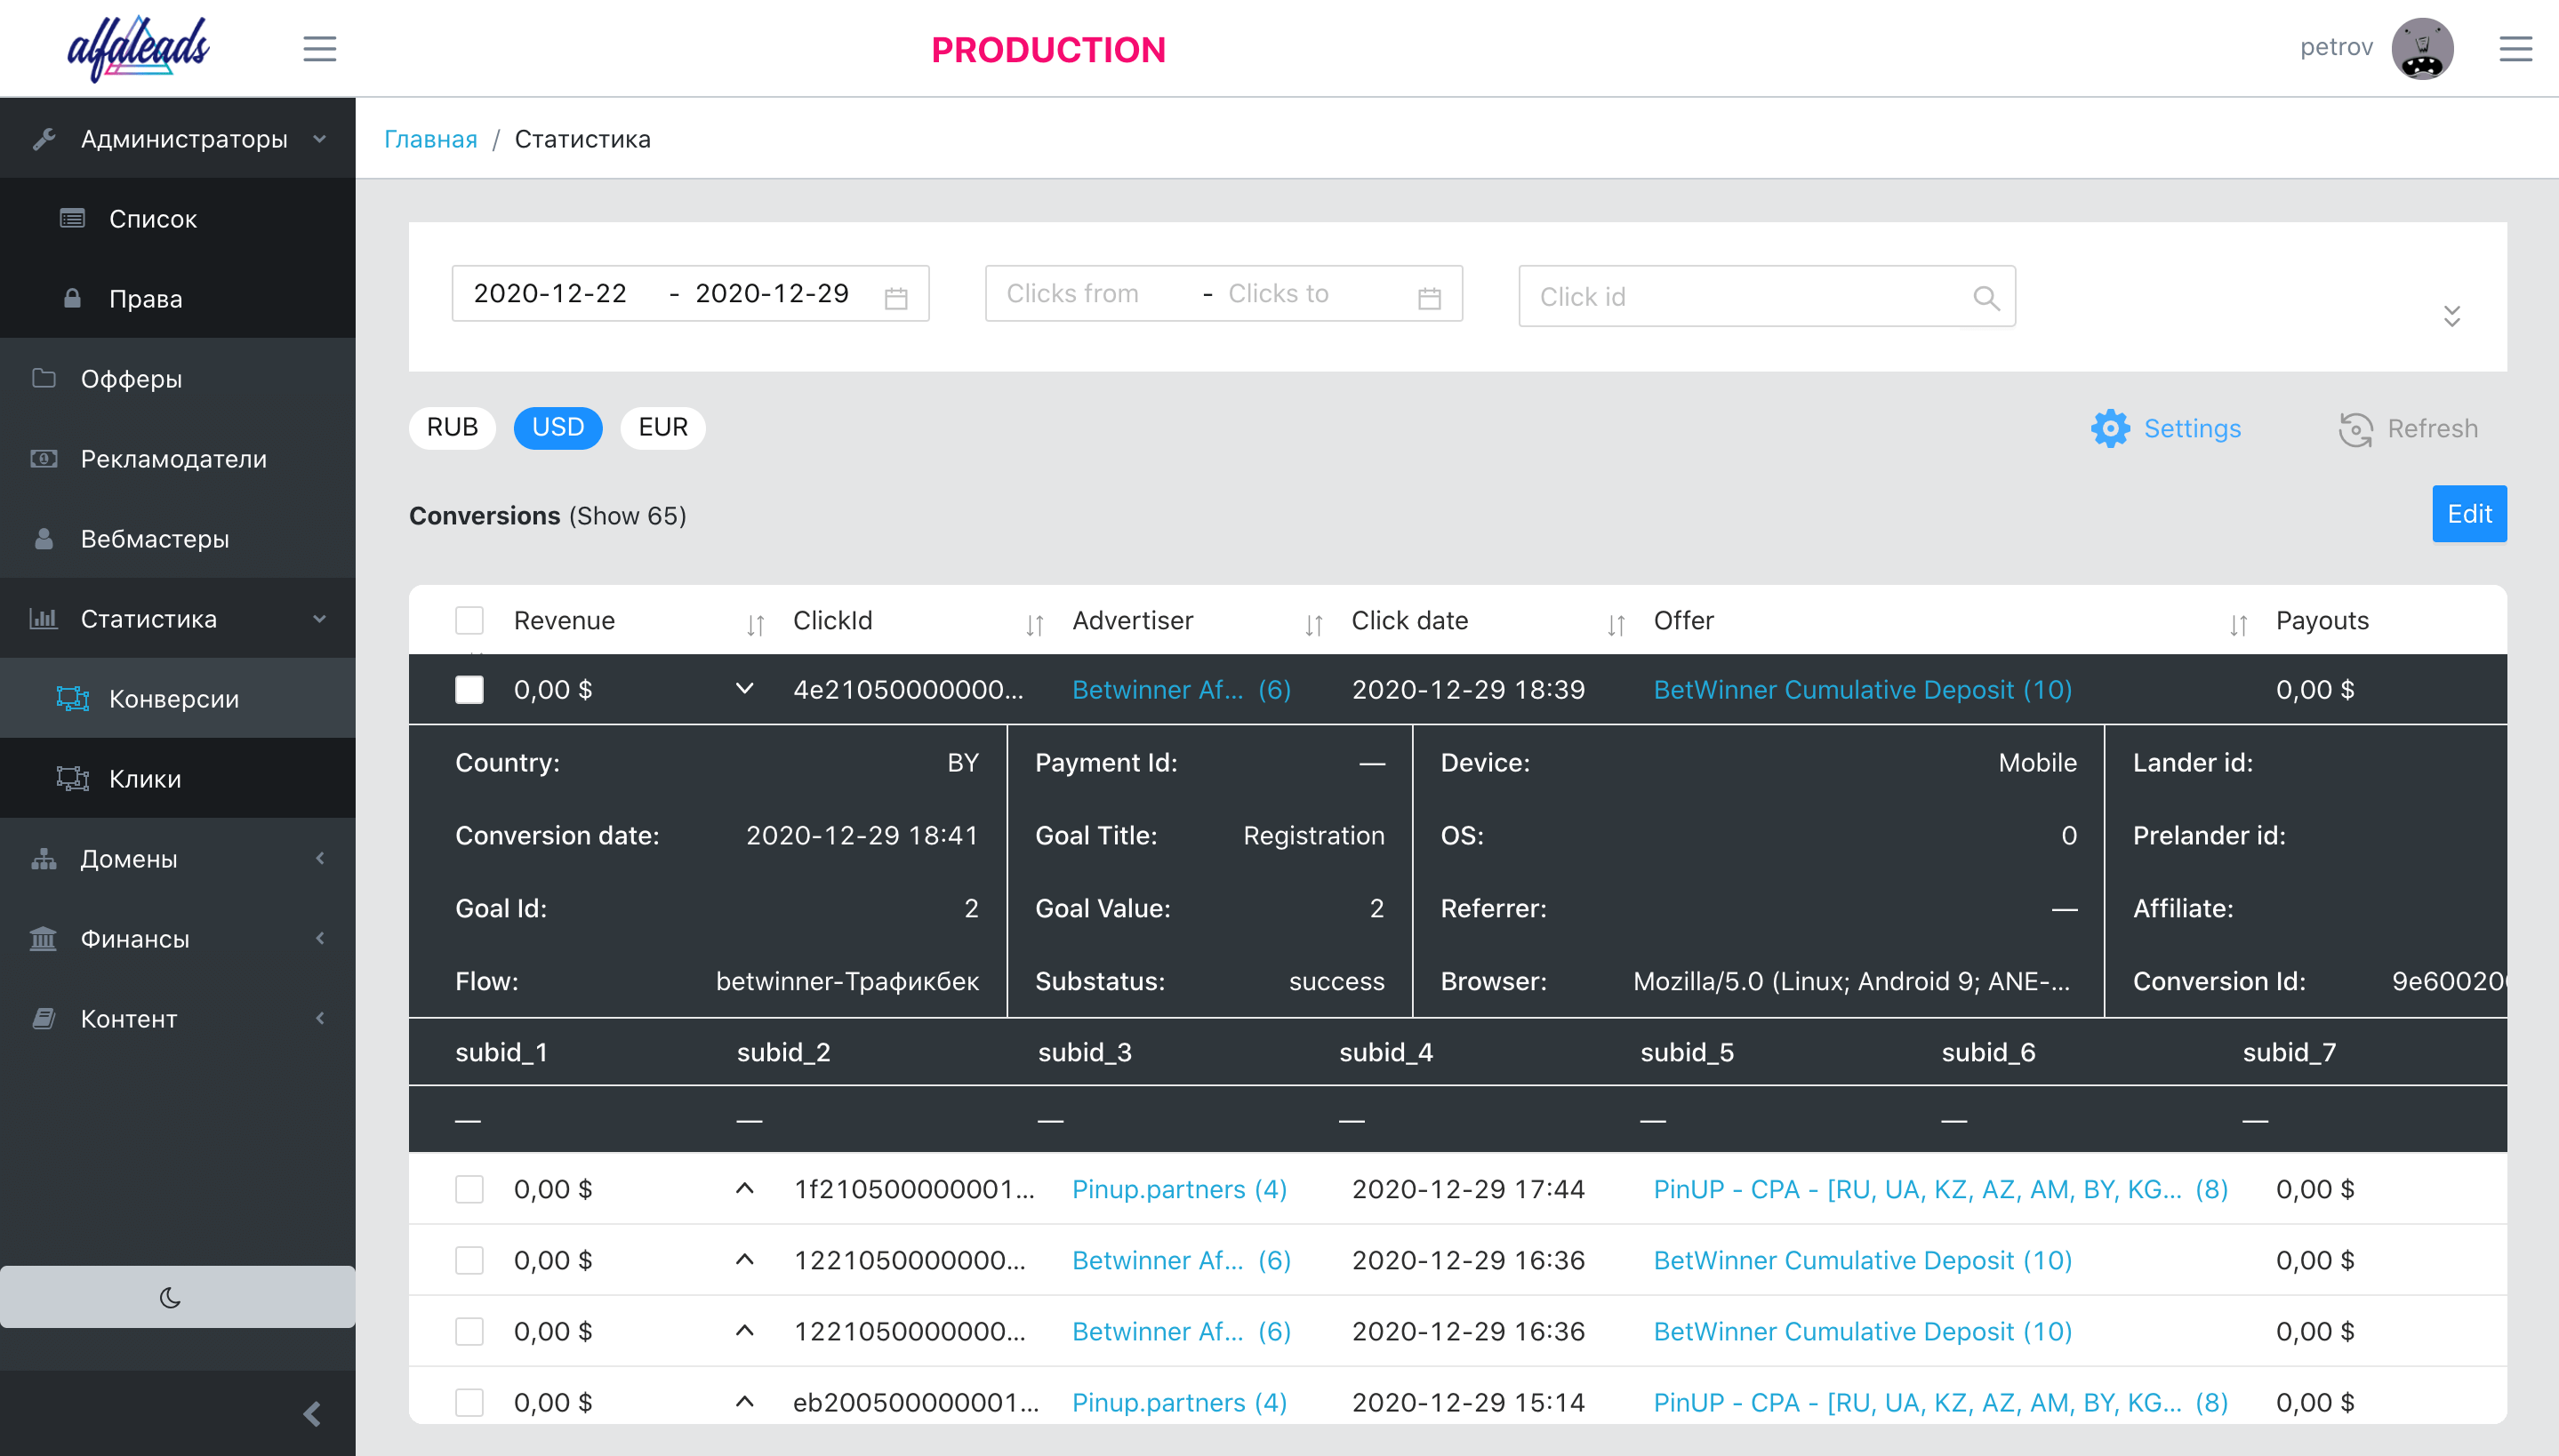 alfaleads
PRODUCTION
petrov
Администраторы
Список
Права
Офферы
Рекламодатели
Вебмастеры
Статистика
Конверсии
Клики
Домены
Финансы
Контент
Главная / Статистика
2020-12-22 - 2020-12-29
Clicks from - Clicks to
Click id
RUB USD EUR
Settings
Refresh
Conversions (Show 65)
Edit
Revenue ClickId Advertiser Click date Offer Payouts
0,00 $ 4e21050000000... Betwinner Af... (6) 2020-12-29 18:39 BetWinner Cumulative Deposit (10) 0,00 $
Country: BY Payment Id: — Device: Mobile Lander id:
Conversion date: 2020-12-29 18:41 Goal Title: Registration OS: 0 Prelander id:
Goal Id: 2 Goal Value: 2 Referrer: — Affiliate:
Flow: betwinner-Трафикбек Substatus: success Browser: Mozilla/5.0 (Linux; Android 9; ANE-... Conversion Id: 9e60020
subid_1 subid_2 subid_3 subid_4 subid_5 subid_6 subid_7
— — — — — — —
0,00 $ 1f210500000001... Pinup.partners (4) 2020-12-29 17:44 PinUP - CPA - [RU, UA, KZ, AZ, AM, BY, KG... (8) 0,00 $
0,00 $ 1221050000000... Betwinner Af... (6) 2020-12-29 16:36 BetWinner Cumulative Deposit (10) 0,00 $
0,00 $ 1221050000000... Betwinner Af... (6) 2020-12-29 16:36 BetWinner Cumulative Deposit (10) 0,00 $
0,00 $ eb200500000001... Pinup.partners (4) 2020-12-29 15:14 PinUP - CPA - [RU, UA, KZ, AZ, AM, BY, KG... (8) 0,00 $